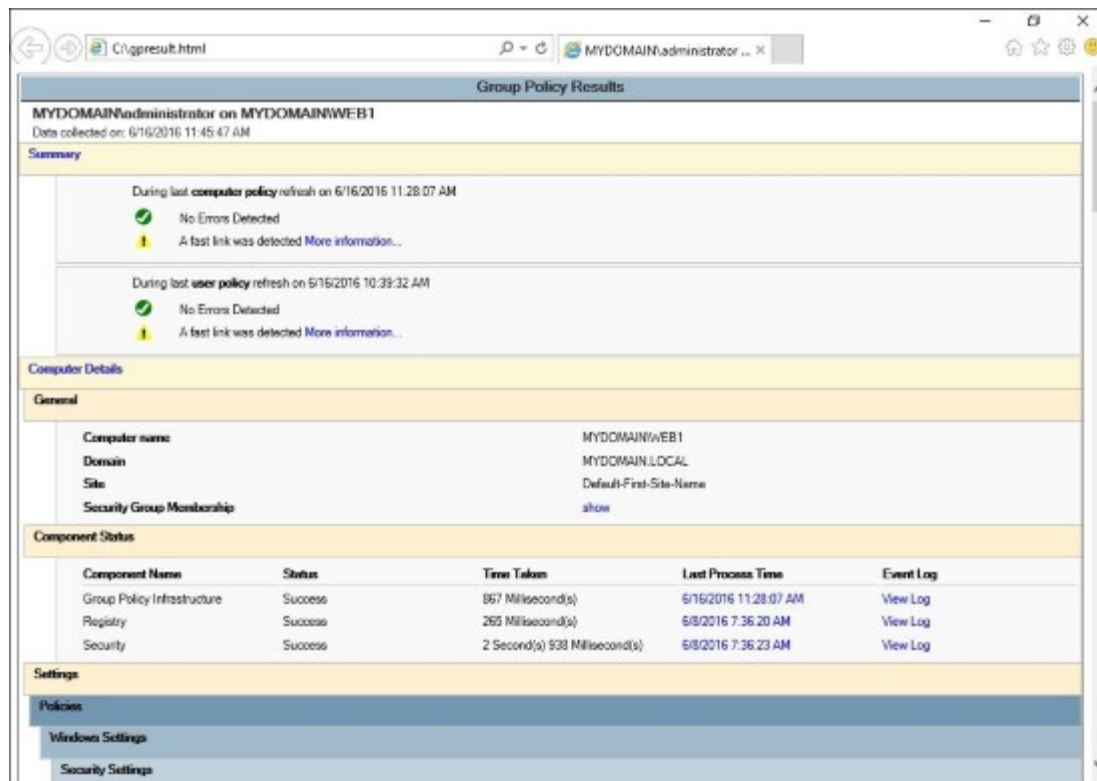 C:\gpresult.html
MYDOMAIN\administrator ...
Group Policy Results
MYDOMAIN\administrator on MYDOMAIN\WEB1
Data collected on: 6/16/2016 11:45:47 AM
Summary
During last computer policy refresh on 6/16/2016 11:28:07 AM
No Errors Detected
A fast link was detected More information...
During last user policy refresh on 6/16/2016 10:39:32 AM
No Errors Detected
A fast link was detected More information...
Computer Details
General
Computer name MYDOMAIN\WEB1
Domain MYDOMAIN.LOCAL
Site Default-First-Site-Name
Security Group Membership show
Component Status
Component Name Status Time Taken Last Process Time Event Log
Group Policy Infrastructure Success 867 Millisecond(s) 6/16/2016 11:28:07 AM View Log
Registry Success 265 Millisecond(s) 6/8/2016 7:36:20 AM View Log
Security Success 2 Second(s) 938 Millisecond(s) 6/8/2016 7:36:23 AM View Log
Settings
Policies
Windows Settings
Security Settings